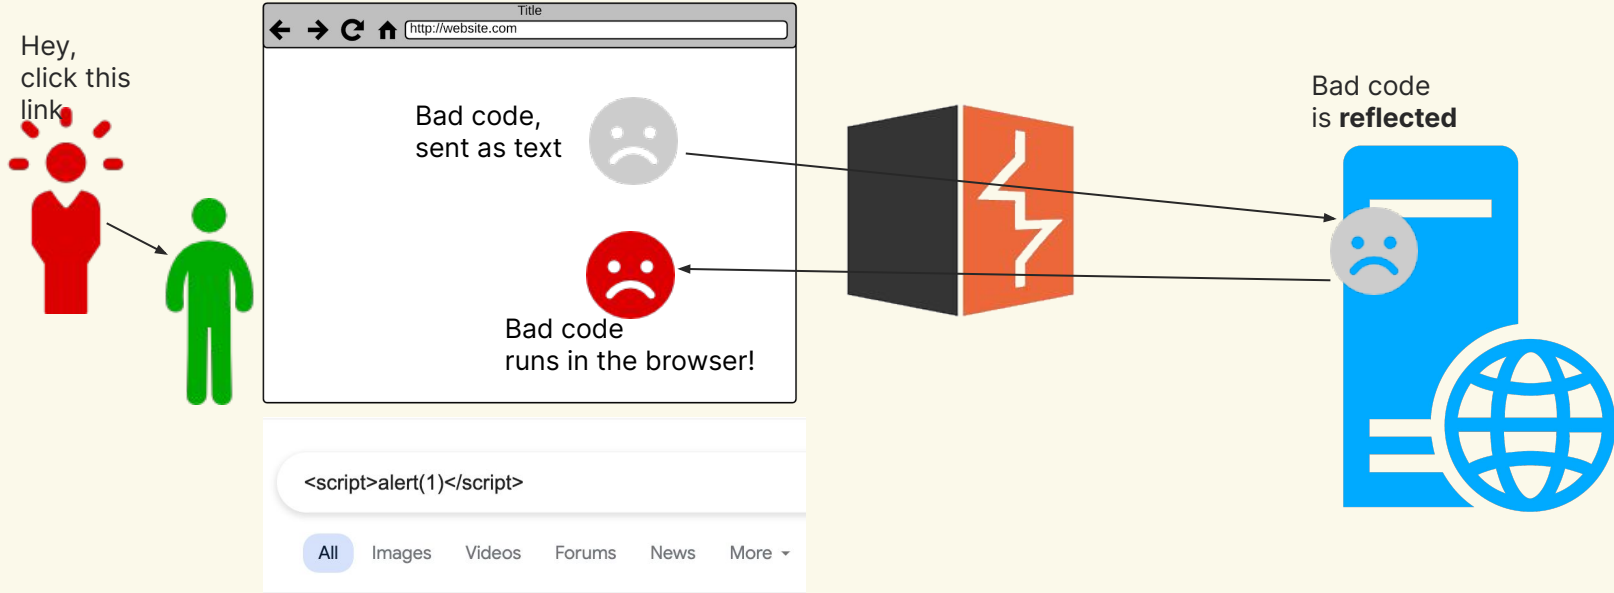 Hey,
click this
link
Title
http://website.com
Bad code,
sent as text
Bad code
runs in the browser!
Bad code
is reflected
<script>alert(1)</script>
All Images Videos Forums News More